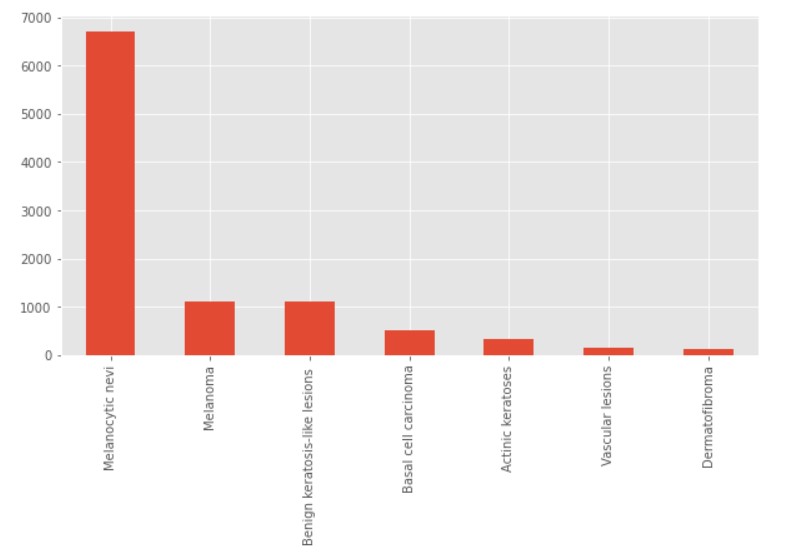 7000
6000
5000
4000
3000
2000
1000
0
Melanocytic nevi
Melanoma
Benign keratosis-like lesions
Basal cell carcinoma
Actinic keratoses
Vascular lesions
Dermatofibroma